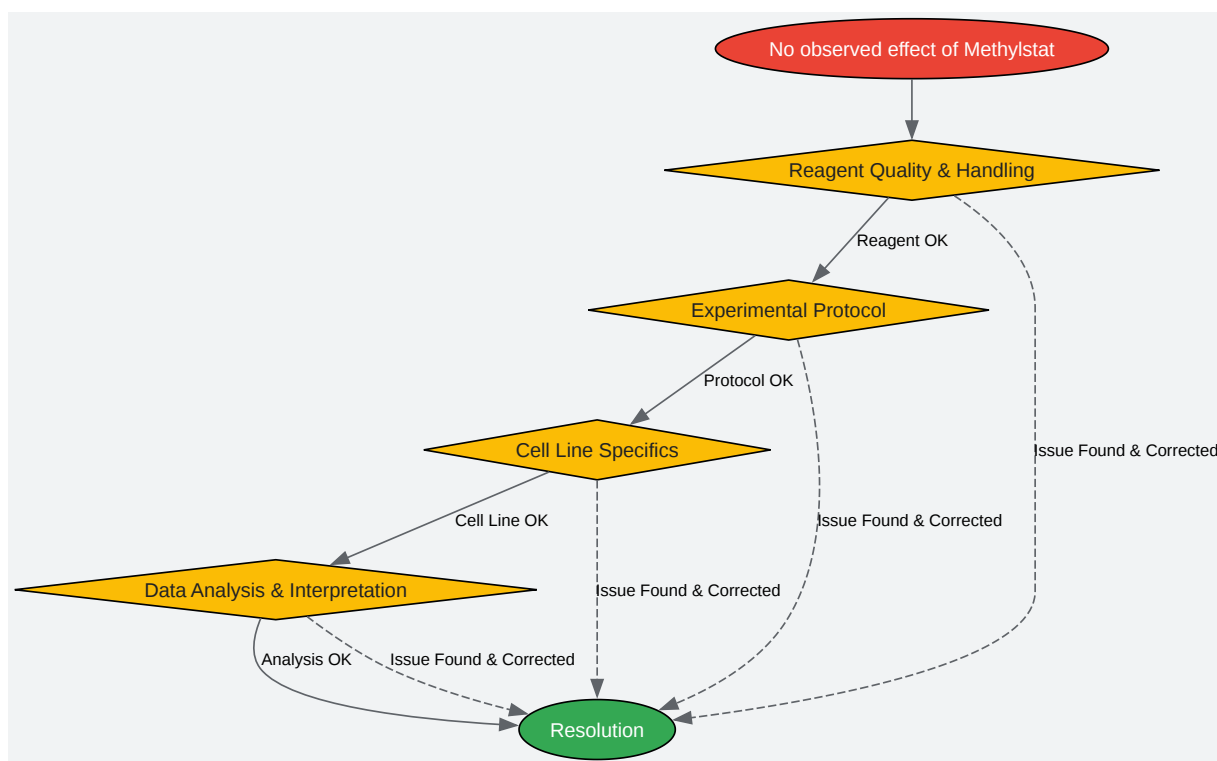 No observed effect of Methylstat
Reagent Quality & Handling
Reagent OK
Experimental Protocol
Protocol OK
Cell Line Specifics
Issue Found & Corrected
Cell Line OK
Issue Found & Corrected
Data Analysis & Interpretation
Issue Found & Corrected
Analysis OK
Issue Found & Corrected
Resolution